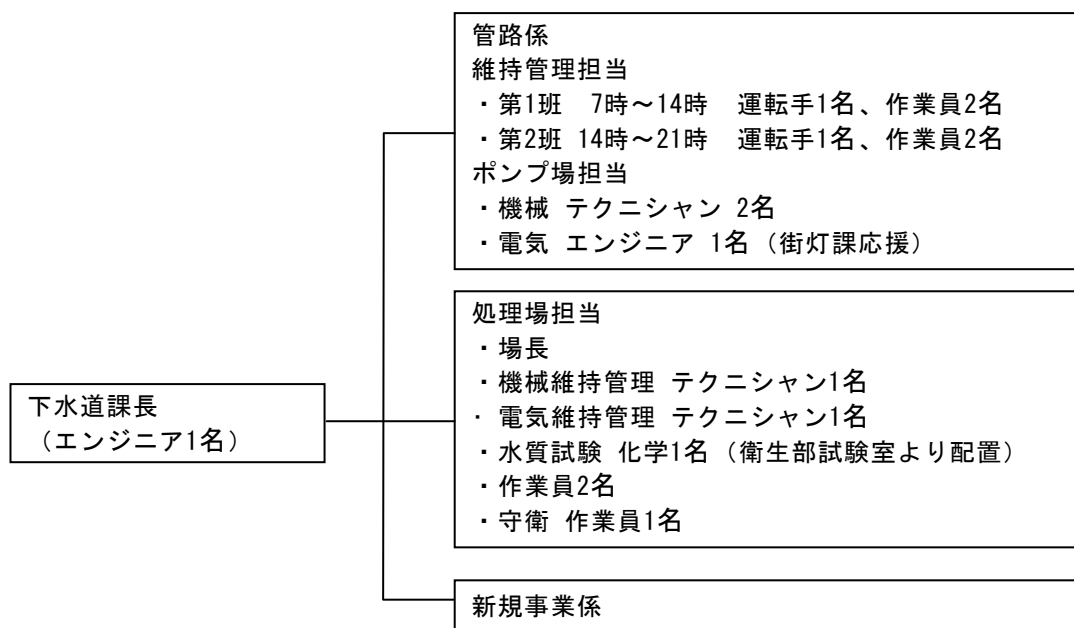 管路係
維持管理担当
・第1班　7時～14時　運転手1名、作業員2名
・第2班 14時～21時　運転手1名、作業員2名
ポンプ場担当
・機械 テクニシャン 2名
・電気 エンジニア 1名（街灯課応援）
処理場担当
・場長
・機械維持管理 テクニシャン1名
・電気維持管理 テクニシャン1名
・水質試験 化学1名（衛生部試験室より配置）
・作業員2名
・守衛 作業員1名
下水道課長
（エンジニア1名）
新規事業係